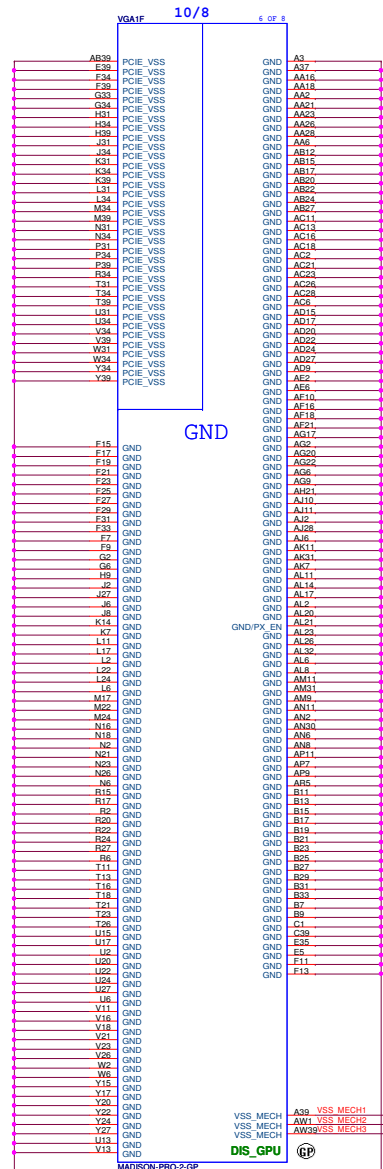 10/8
VGA1F
6 OF 8
AB39 PCIE_VSS
E39 PCIE_VSS
F34 PCIE_VSS
F39 PCIE_VSS
G33 PCIE_VSS
G34 PCIE_VSS
H31 PCIE_VSS
H34 PCIE_VSS
H39 PCIE_VSS
J31 PCIE_VSS
J34 PCIE_VSS
K31 PCIE_VSS
K34 PCIE_VSS
K39 PCIE_VSS
L31 PCIE_VSS
L34 PCIE_VSS
M34 PCIE_VSS
M39 PCIE_VSS
N31 PCIE_VSS
N34 PCIE_VSS
P31 PCIE_VSS
P34 PCIE_VSS
P39 PCIE_VSS
R34 PCIE_VSS
T31 PCIE_VSS
T34 PCIE_VSS
T39 PCIE_VSS
U31 PCIE_VSS
U34 PCIE_VSS
V34 PCIE_VSS
V39 PCIE_VSS
W31 PCIE_VSS
W34 PCIE_VSS
Y34 PCIE_VSS
Y39 PCIE_VSS
GND
F15 GND
F17 GND
F19 GND
F21 GND
F23 GND
F25 GND
F27 GND
F29 GND
F31 GND
F33 GND
F7 GND
F9 GND
G2 GND
G6 GND
H9 GND
J2 GND
J27 GND
J6 GND
J8 GND
K14 GND
K7 GND
L11 GND
L17 GND
L2 GND
L22 GND
L24 GND
L6 GND
M17 GND
M22 GND
M24 GND
N16 GND
N18 GND
N2 GND
N21 GND
N23 GND
N26 GND
N6 GND
R15 GND
R17 GND
R2 GND
R20 GND
R22 GND
R24 GND
R27 GND
R6 GND
T11 GND
T13 GND
T16 GND
T18 GND
T21 GND
T23 GND
T26 GND
U15 GND
U17 GND
U2 GND
U20 GND
U22 GND
U24 GND
U27 GND
U6 GND
V11 GND
V16 GND
V18 GND
V21 GND
V23 GND
V26 GND
W2 GND
W6 GND
Y15 GND
Y17 GND
Y20 GND
Y22 GND
Y24 GND
Y27 GND
U13 GND
V13 GND
GND A3
GND A37
GND AA16
GND AA18
GND AA2
GND AA21
GND AA23
GND AA26
GND AA28
GND AA6
GND AB12
GND AB15
GND AB17
GND AB20
GND AB22
GND AB24
GND AB27
GND AC11
GND AC13
GND AC16
GND AC18
GND AC2
GND AC21
GND AC23
GND AC26
GND AC28
GND AC6
GND AD15
GND AD17
GND AD20
GND AD22
GND AD24
GND AD27
GND AD9
GND AE2
GND AE6
GND AF10
GND AF16
GND AF18
GND AF21
GND AG17
GND AG2
GND AG20
GND AG22
GND AG6
GND AG9
GND AH21
GND AJ10
GND AJ11
GND AJ2
GND AJ28
GND AJ6
GND AK11
GND AK31
GND AK7
GND AL11
GND AL14
GND AL17
GND AL2
GND AL20
GND/PX_EN AL21
GND AL23
GND AL26
GND AL32
GND AL6
GND AL8
GND AM11
GND AM31
GND AM9
GND AN11
GND AN2
GND AN30
GND AN6
GND AN8
GND AP11
GND AP7
GND AP9
GND AR5
GND B11
GND B13
GND B15
GND B17
GND B19
GND B21
GND B23
GND B25
GND B27
GND B29
GND B31
GND B33
GND B7
GND B9
GND C1
GND C39
GND E35
GND E5
GND F11
GND F13
VSS_MECH A39 VSS_MECH1
VSS_MECH AW1 VSS_MECH2
VSS_MECH AW39 VSS_MECH3
DIS_GPU
GP
MADISON-PRO-2-GP